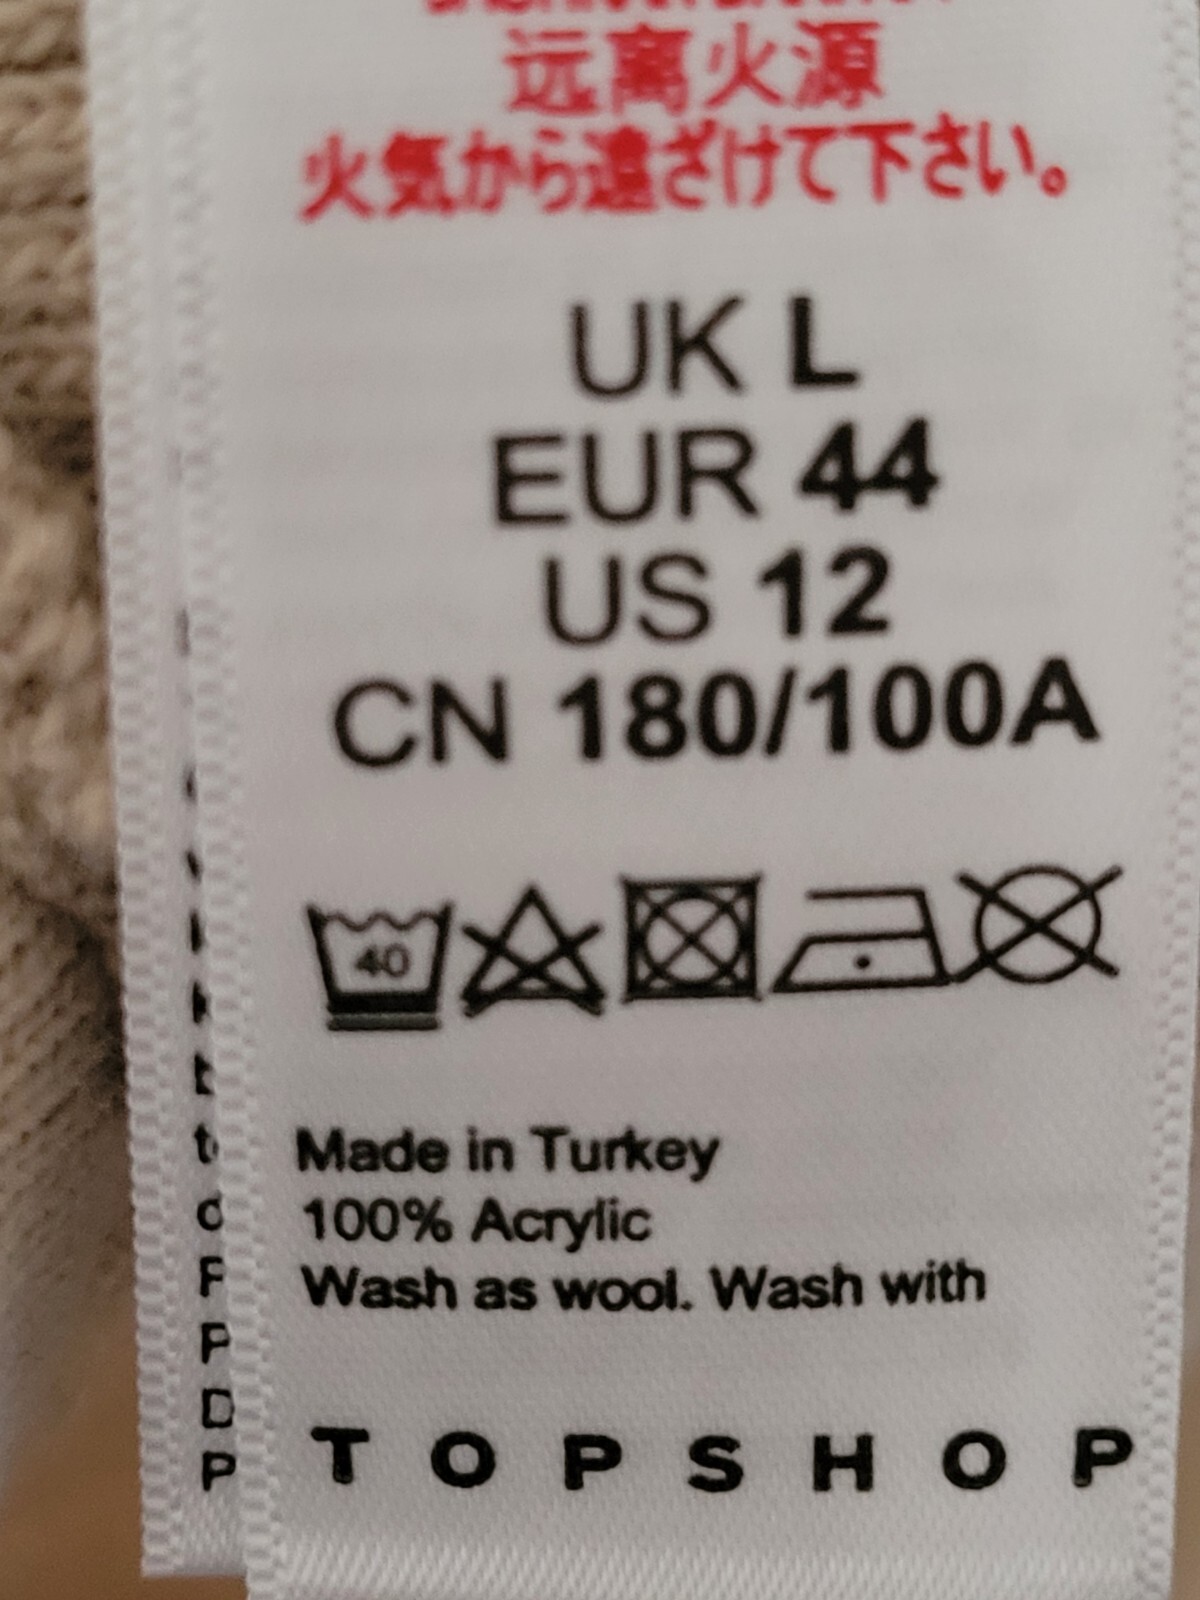 远离火源
火気から遠ざけて下さい。
UK L
EUR 44
US 12
CN 180/100A
40
Made in Turkey
100% Acrylic
Wash as wool. Wash with
TOPSHOP